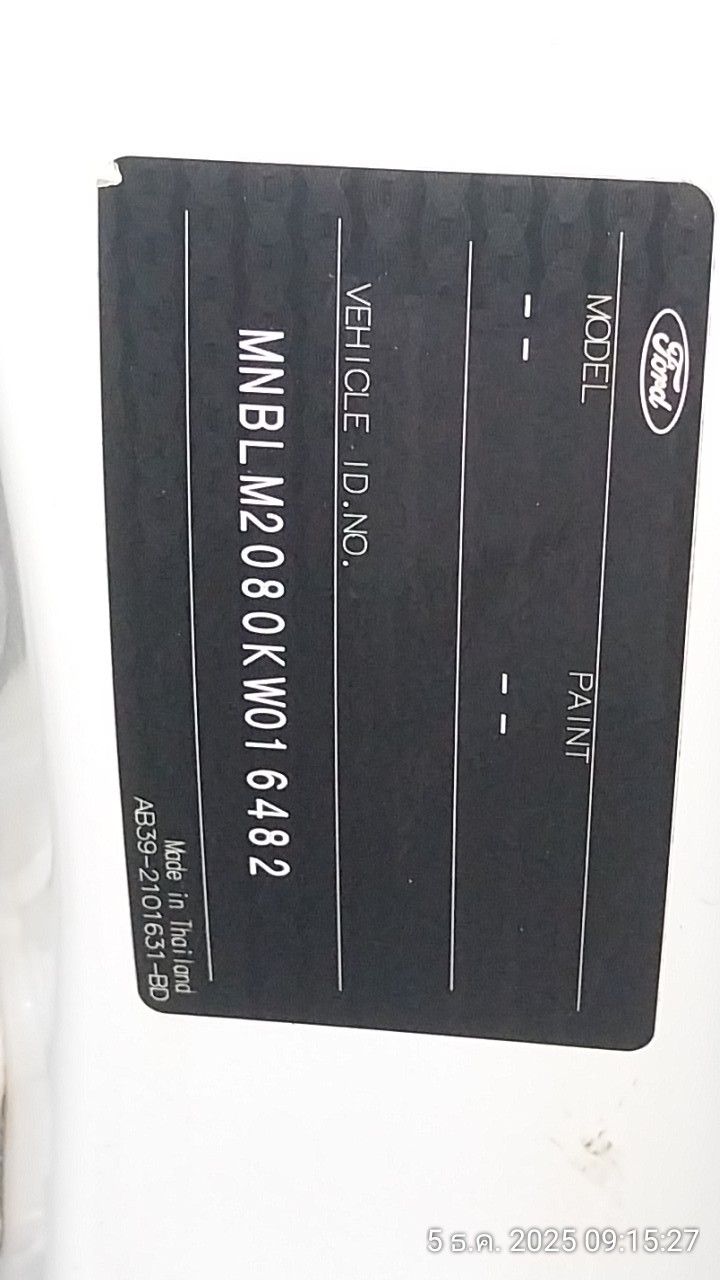 Ford
MODEL PAINT
-- --
VEHICLE ID.NO.
MNBLM2080KW016482
Made in Thailand
AB39-2101631-BD
5 ธ.ค. 2025 09:15:27